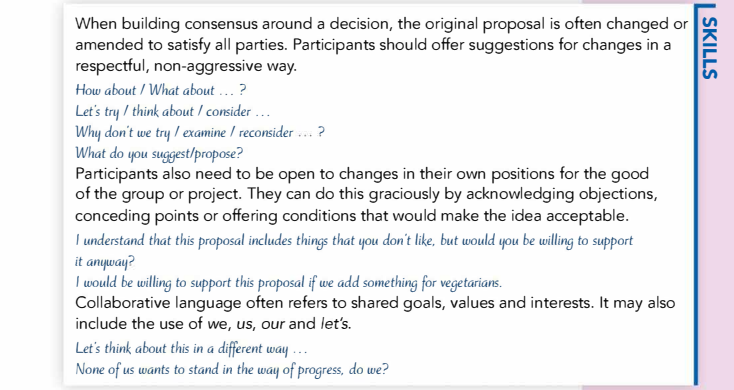 When building consensus around a decision, the original proposal is often changed or
amended to satisfy all parties. Participants should offer suggestions for changes in a
respectful, non-aggressive way.
How about / What about … ?
Let's try / think about / consider …
Why don't we try / examine / reconsider … ?
What do you suggest/propose?
Participants also need to be open to changes in their own positions for the good
of the group or project. They can do this graciously by acknowledging objections,
conceding points or offering conditions that would make the idea acceptable.
I understand that this proposal includes things that you don't like, but would you be willing to support
it anyway?
I would be willing to support this proposal if we add something for vegetarians.
Collaborative language often refers to shared goals, values and interests. It may also
include the use of we, us, our and let's.
Let's think about this in a different way …
None of us wants to stand in the way of progress, do we?
SKILLS